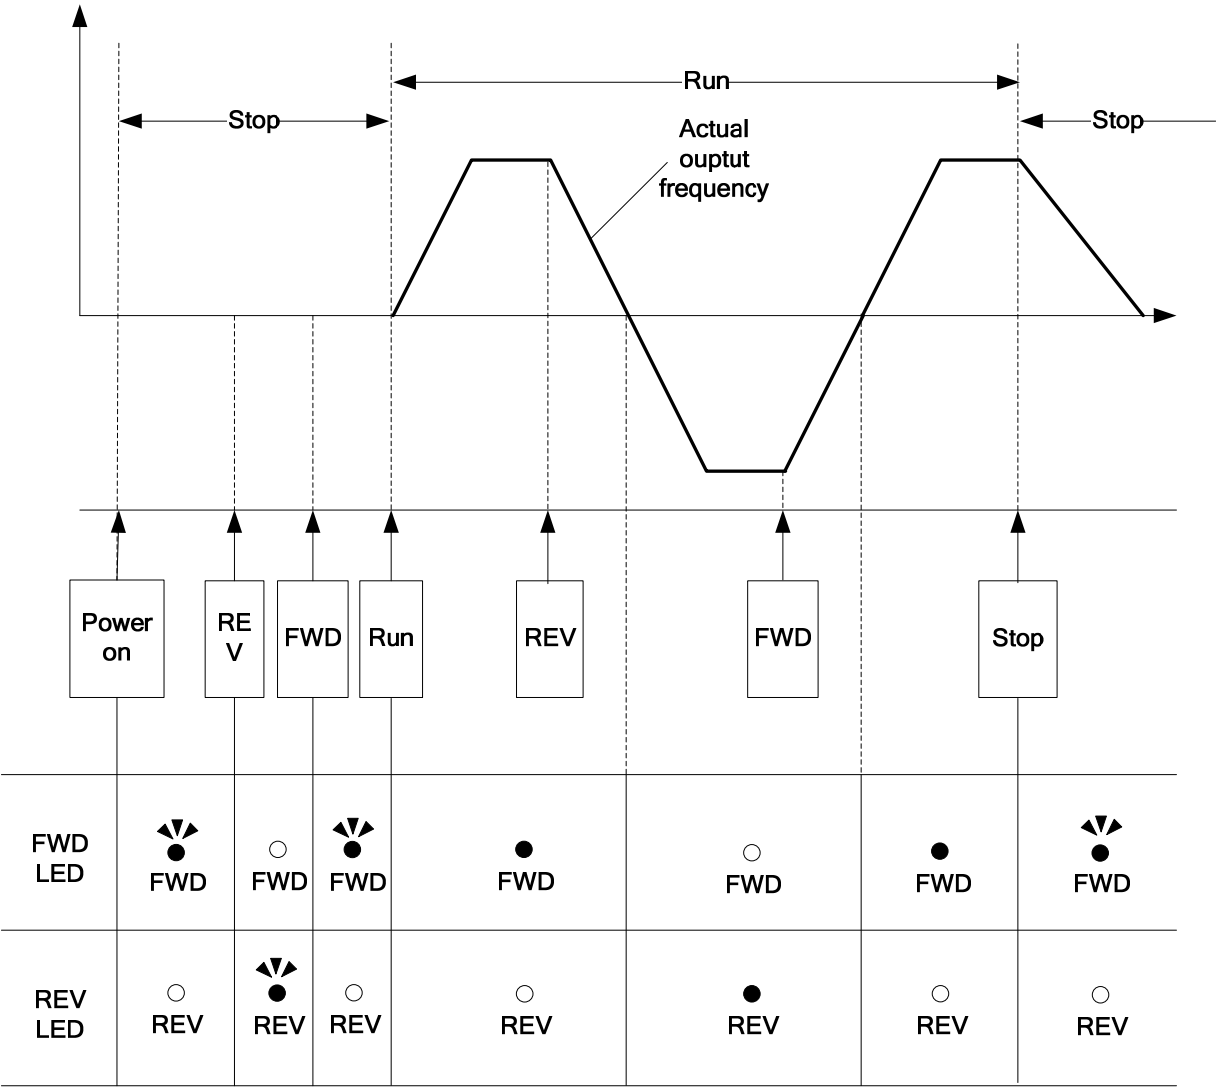 Run
Stop
Stop
Actual
ouptut
frequency
Power
on
RE
V
FWD
Run
REV
FWD
Stop
FWD
LED
FWD
FWD
FWD
FWD
FWD
FWD
FWD
REV
LED
REV
REV
REV
REV
REV
REV
REV